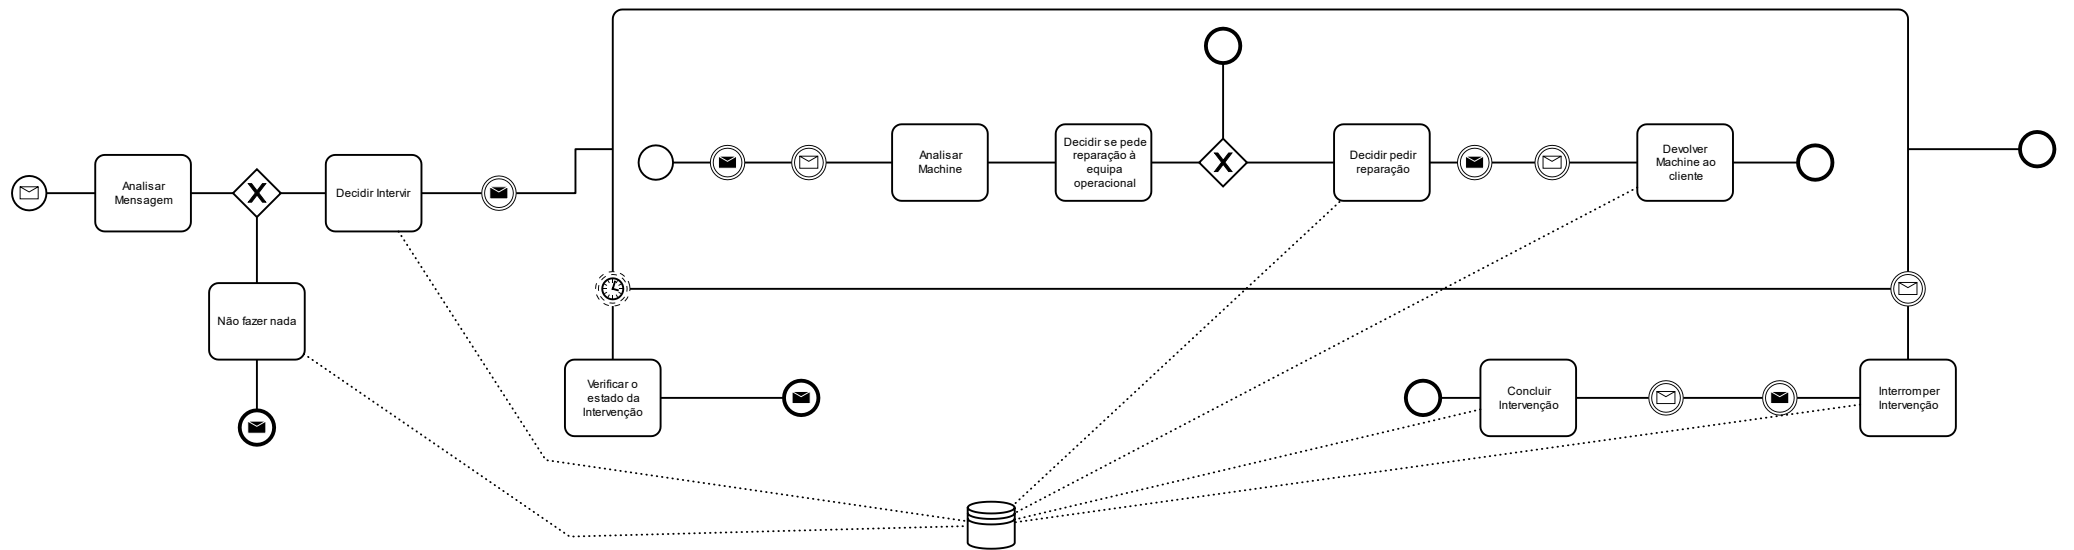 Analisar
Mensagem
Decidir Intervir
Não fazer nada
Analisar
Machine
Decidir se pede
reparação à
equipa
operacional
Decidir pedir
reparação
Devolver
Machine ao
cliente
Verificar o
estado da
Intervenção
Concluir
Intervenção
Interromper
Intervenção